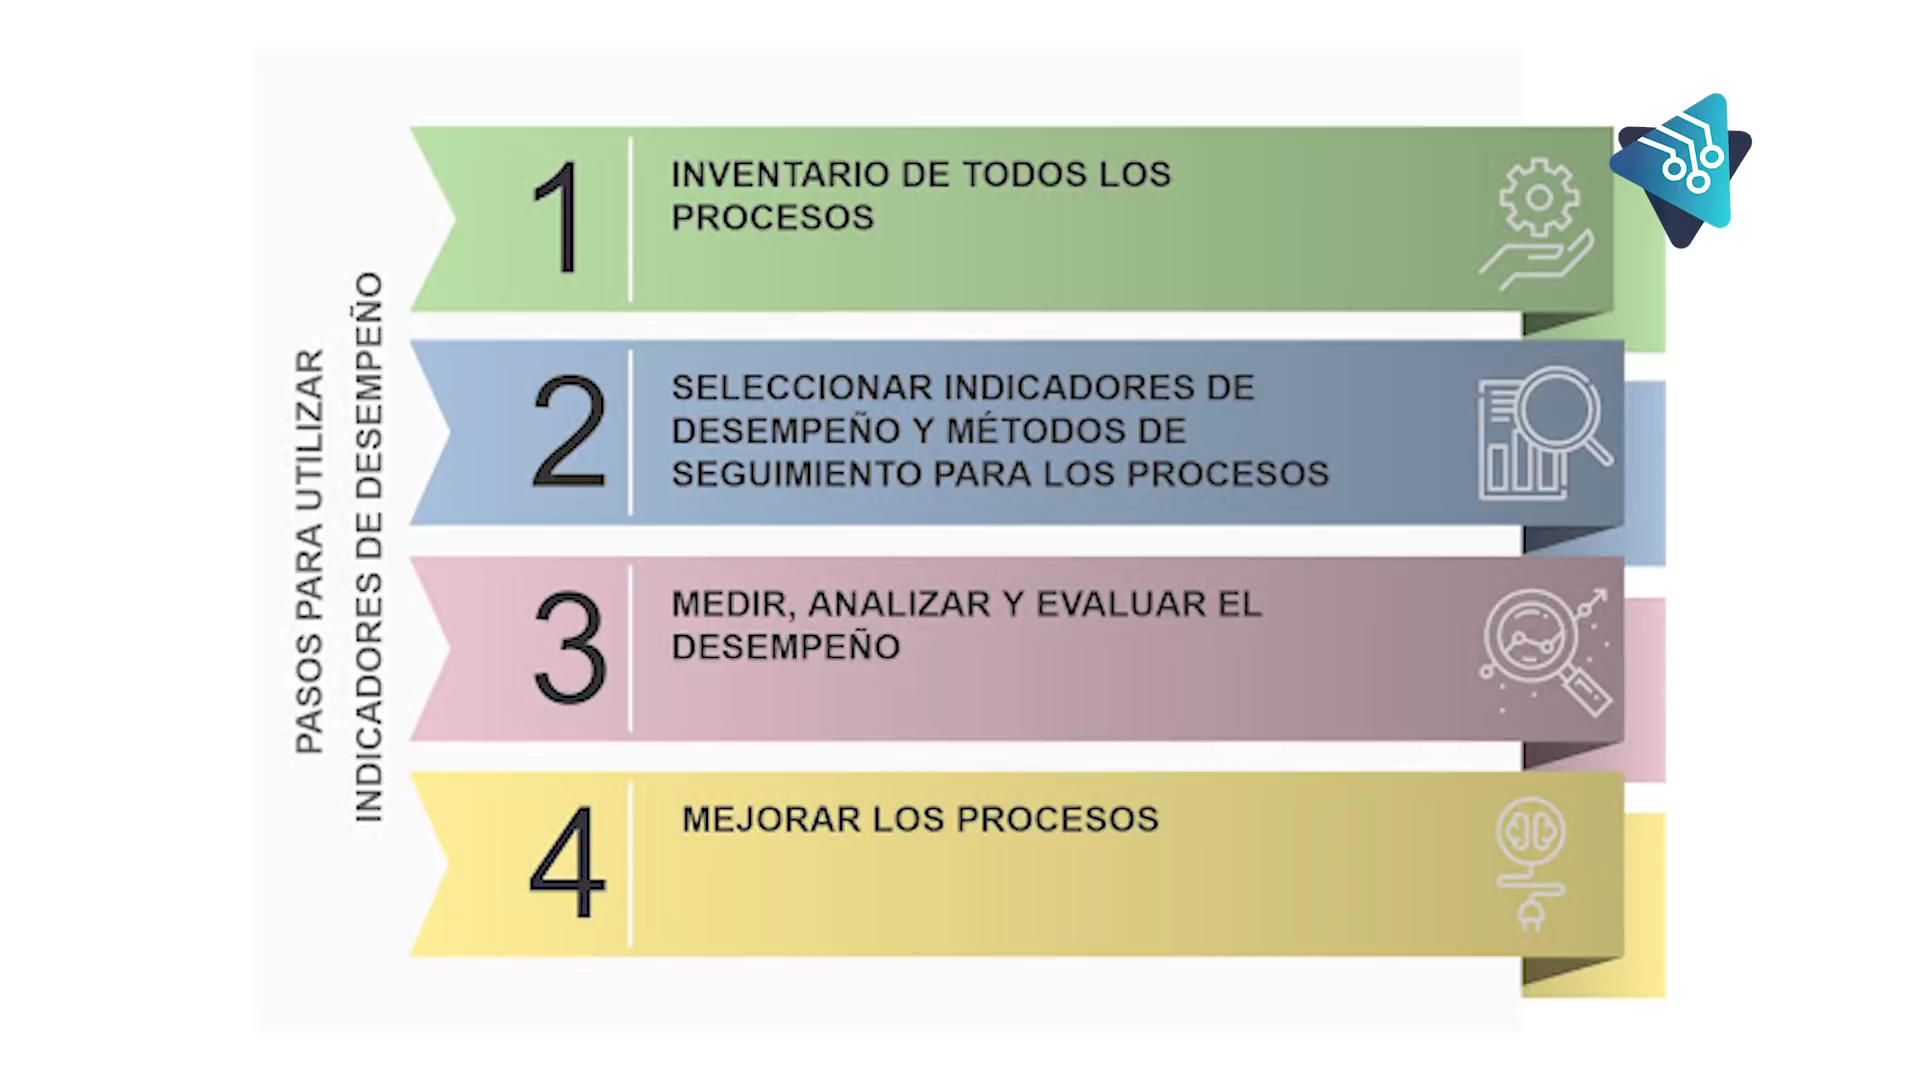 PASOS PARA UTILIZAR
INDICADORES DE DESEMPEÑO
1
INVENTARIO DE TODOS LOS
PROCESOS
2
SELECCIONAR INDICADORES DE
DESEMPEÑO Y MÉTODOS DE
SEGUIMIENTO PARA LOS PROCESOS
3
MEDIR, ANALIZAR Y EVALUAR EL
DESEMPEÑO
4
MEJORAR LOS PROCESOS